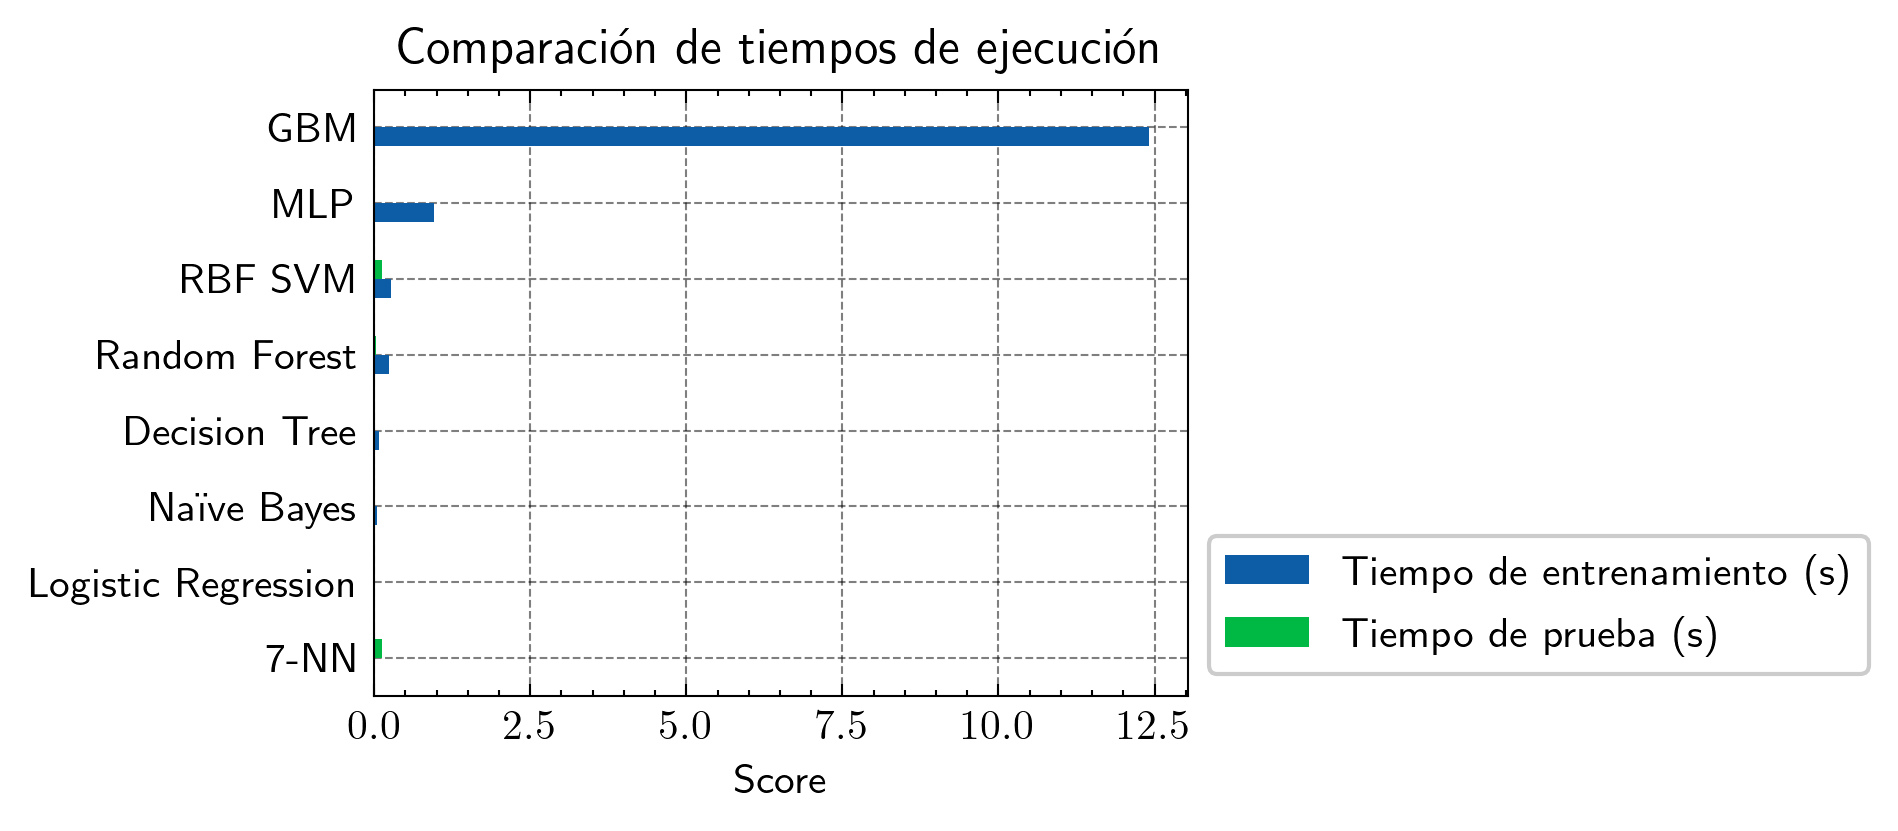 Comparación de tiempos de ejecución
GBM
MLP
RBF SVM
Random Forest
Decision Tree
Naïve Bayes
Logistic Regression
7-NN
0.0 2.5 5.0 7.5 10.0 12.5
Score
Tiempo de entrenamiento (s)
Tiempo de prueba (s)